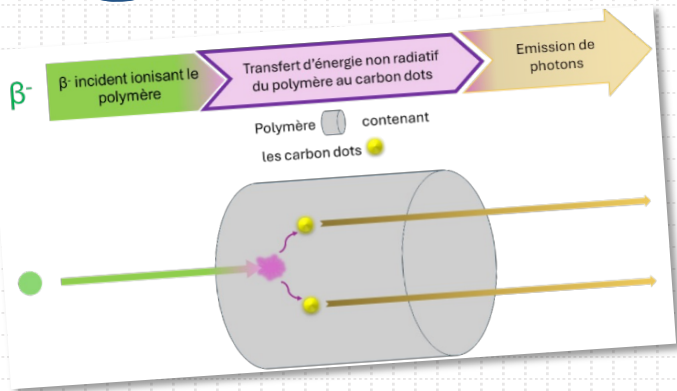 β-
β- incident ionisant le
polymère
Transfert d'énergie non radiatif
du polymère au carbon dots
Emission de
photons
Polymère contenant
les carbon dots